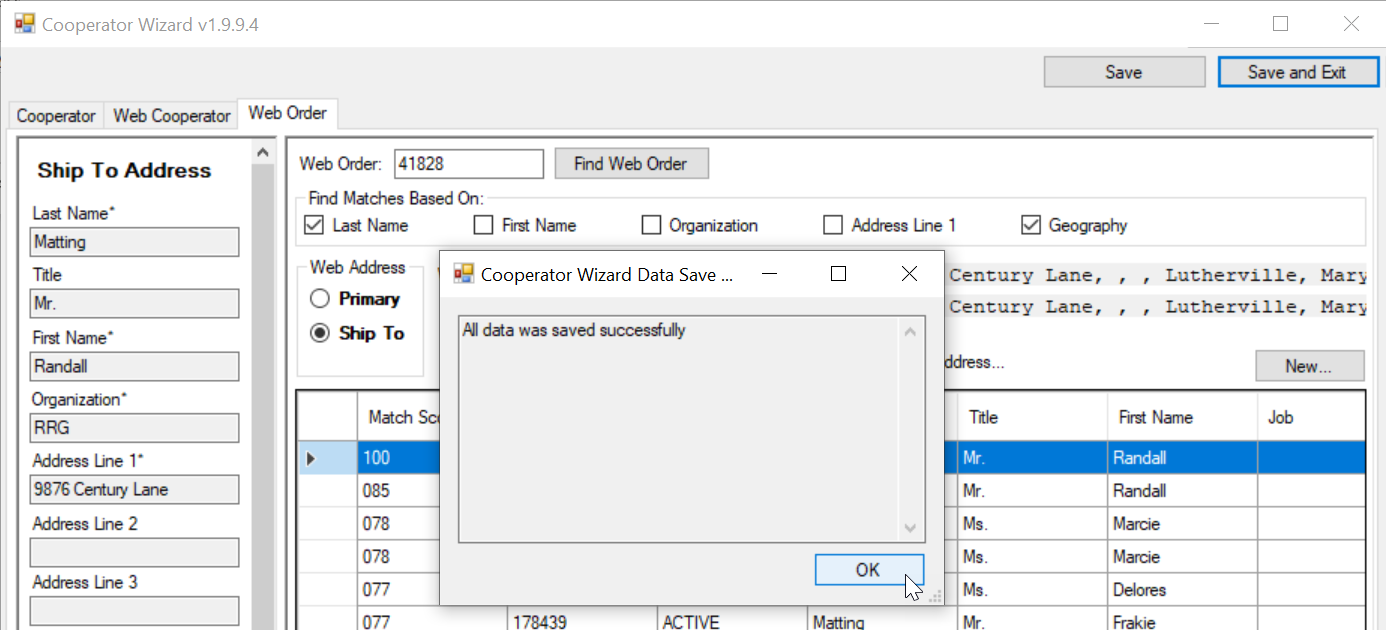 Cooperator Wizard v1.9.9.4
Save
Save and Exit
Cooperator
Web Cooperator
Web Order
Ship To Address
Last Name*
Matting
Title
Mr.
First Name*
Randall
Organization*
RRG
Address Line 1*
9876 Century Lane
Address Line 2
Address Line 3
Web Order:
41828
Find Web Order
Find Matches Based On:
Last Name
First Name
Organization
Address Line 1
Geography
Web Address
Primary
Ship To
Century Lane, , , Lutherville, Mary
Century Lane, , , Lutherville, Mary
ddress...
New...
Cooperator Wizard Data Save ...
All data was saved successfully
OK
Match Sco
Title
First Name
Job
100
Mr.
Randall
085
Mr.
Randall
078
Ms.
Marcie
078
Ms.
Marcie
077
Ms.
Delores
077
178439
ACTIVE
Matting
Mr.
Frakie